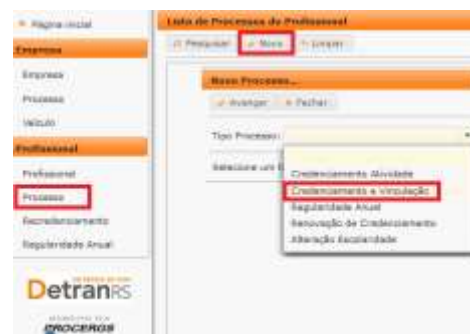 Página inicial
Empresa
Empresa
Processo
Veículo
Profissional
Profissional
Processo
Recredenciamento
Regularidade Anual
DetranRS
PROCERGS
Lista de Processos do Profissional
Pesquisar Novo Limpar
Novo Processo...
Avançar Fechar
Tipo Processo:
Selecione um
Credenciamento Atividade
Credenciamento e Vinculação
Regularidade Anual
Renovação de Credenciamento
Alteração Escolaridade